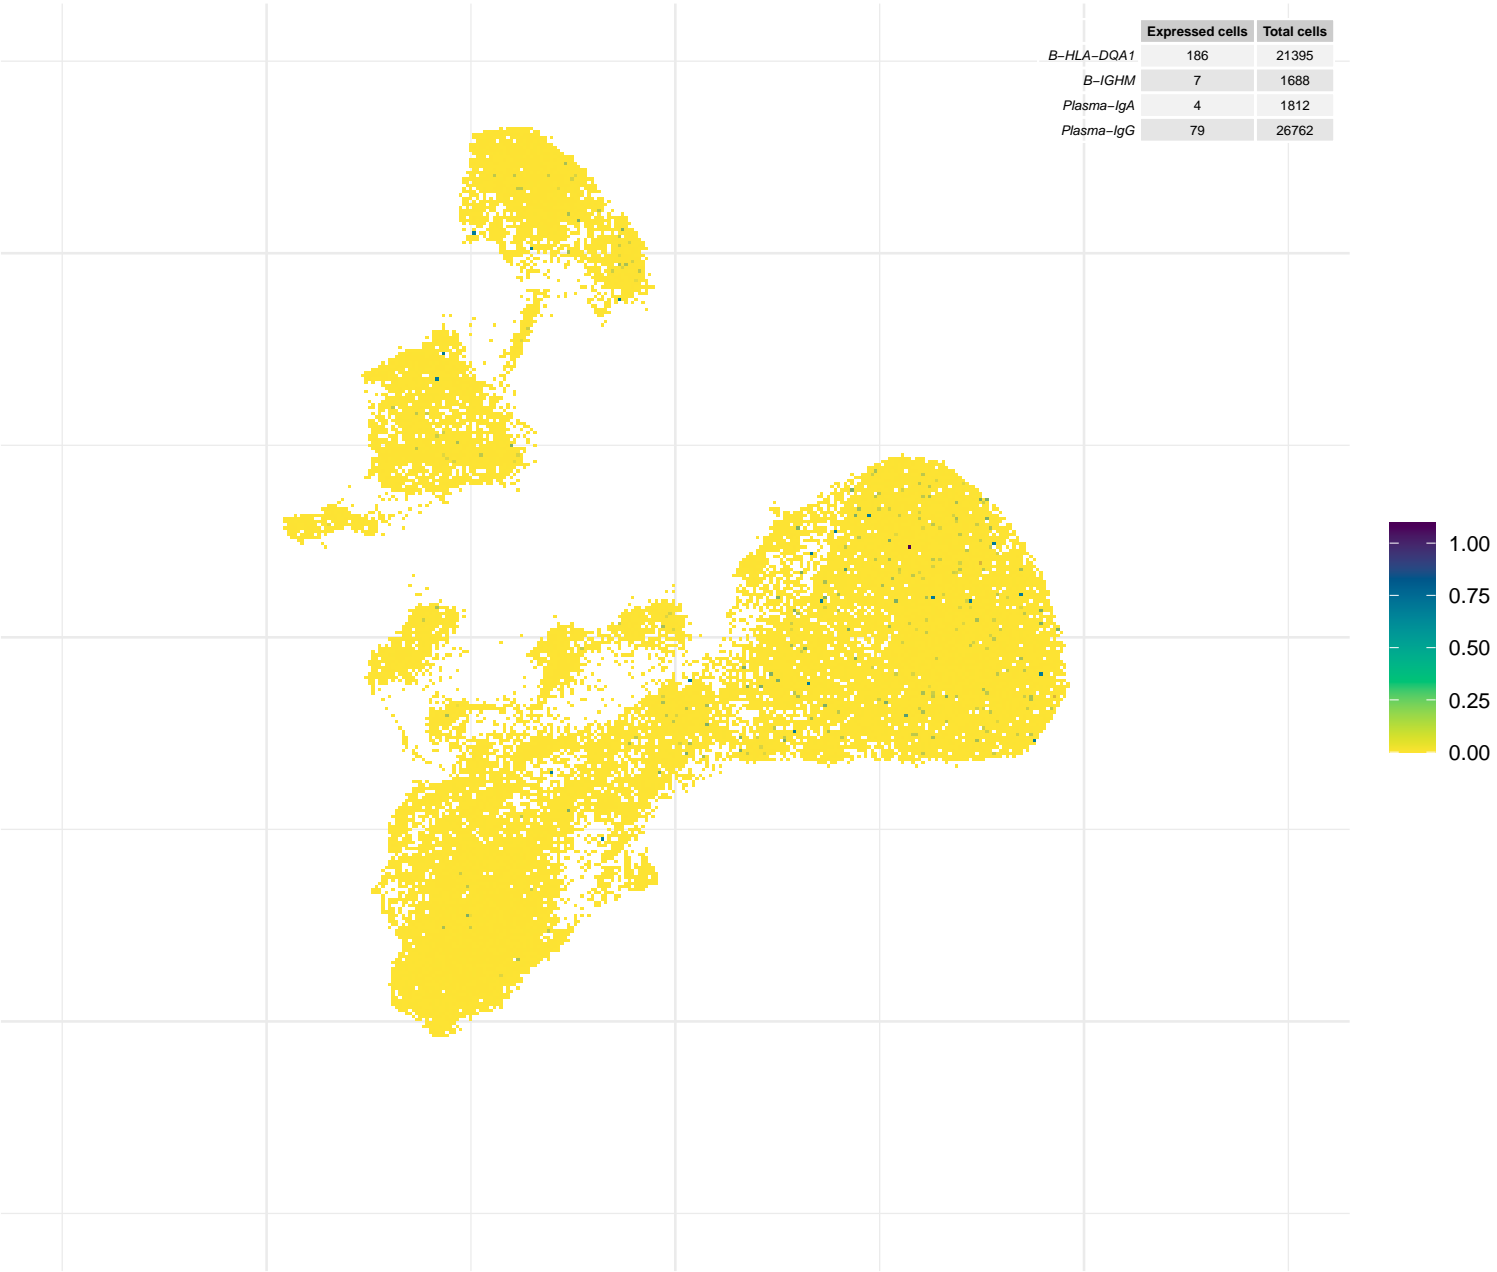 Expressed cells Total cells
B−HLA−DQA1 186 21395
B−IGHM 7 1688
Plasma−IgA 4 1812
Plasma−IgG 79 26762
1.00
0.75
0.50
0.25
0.00